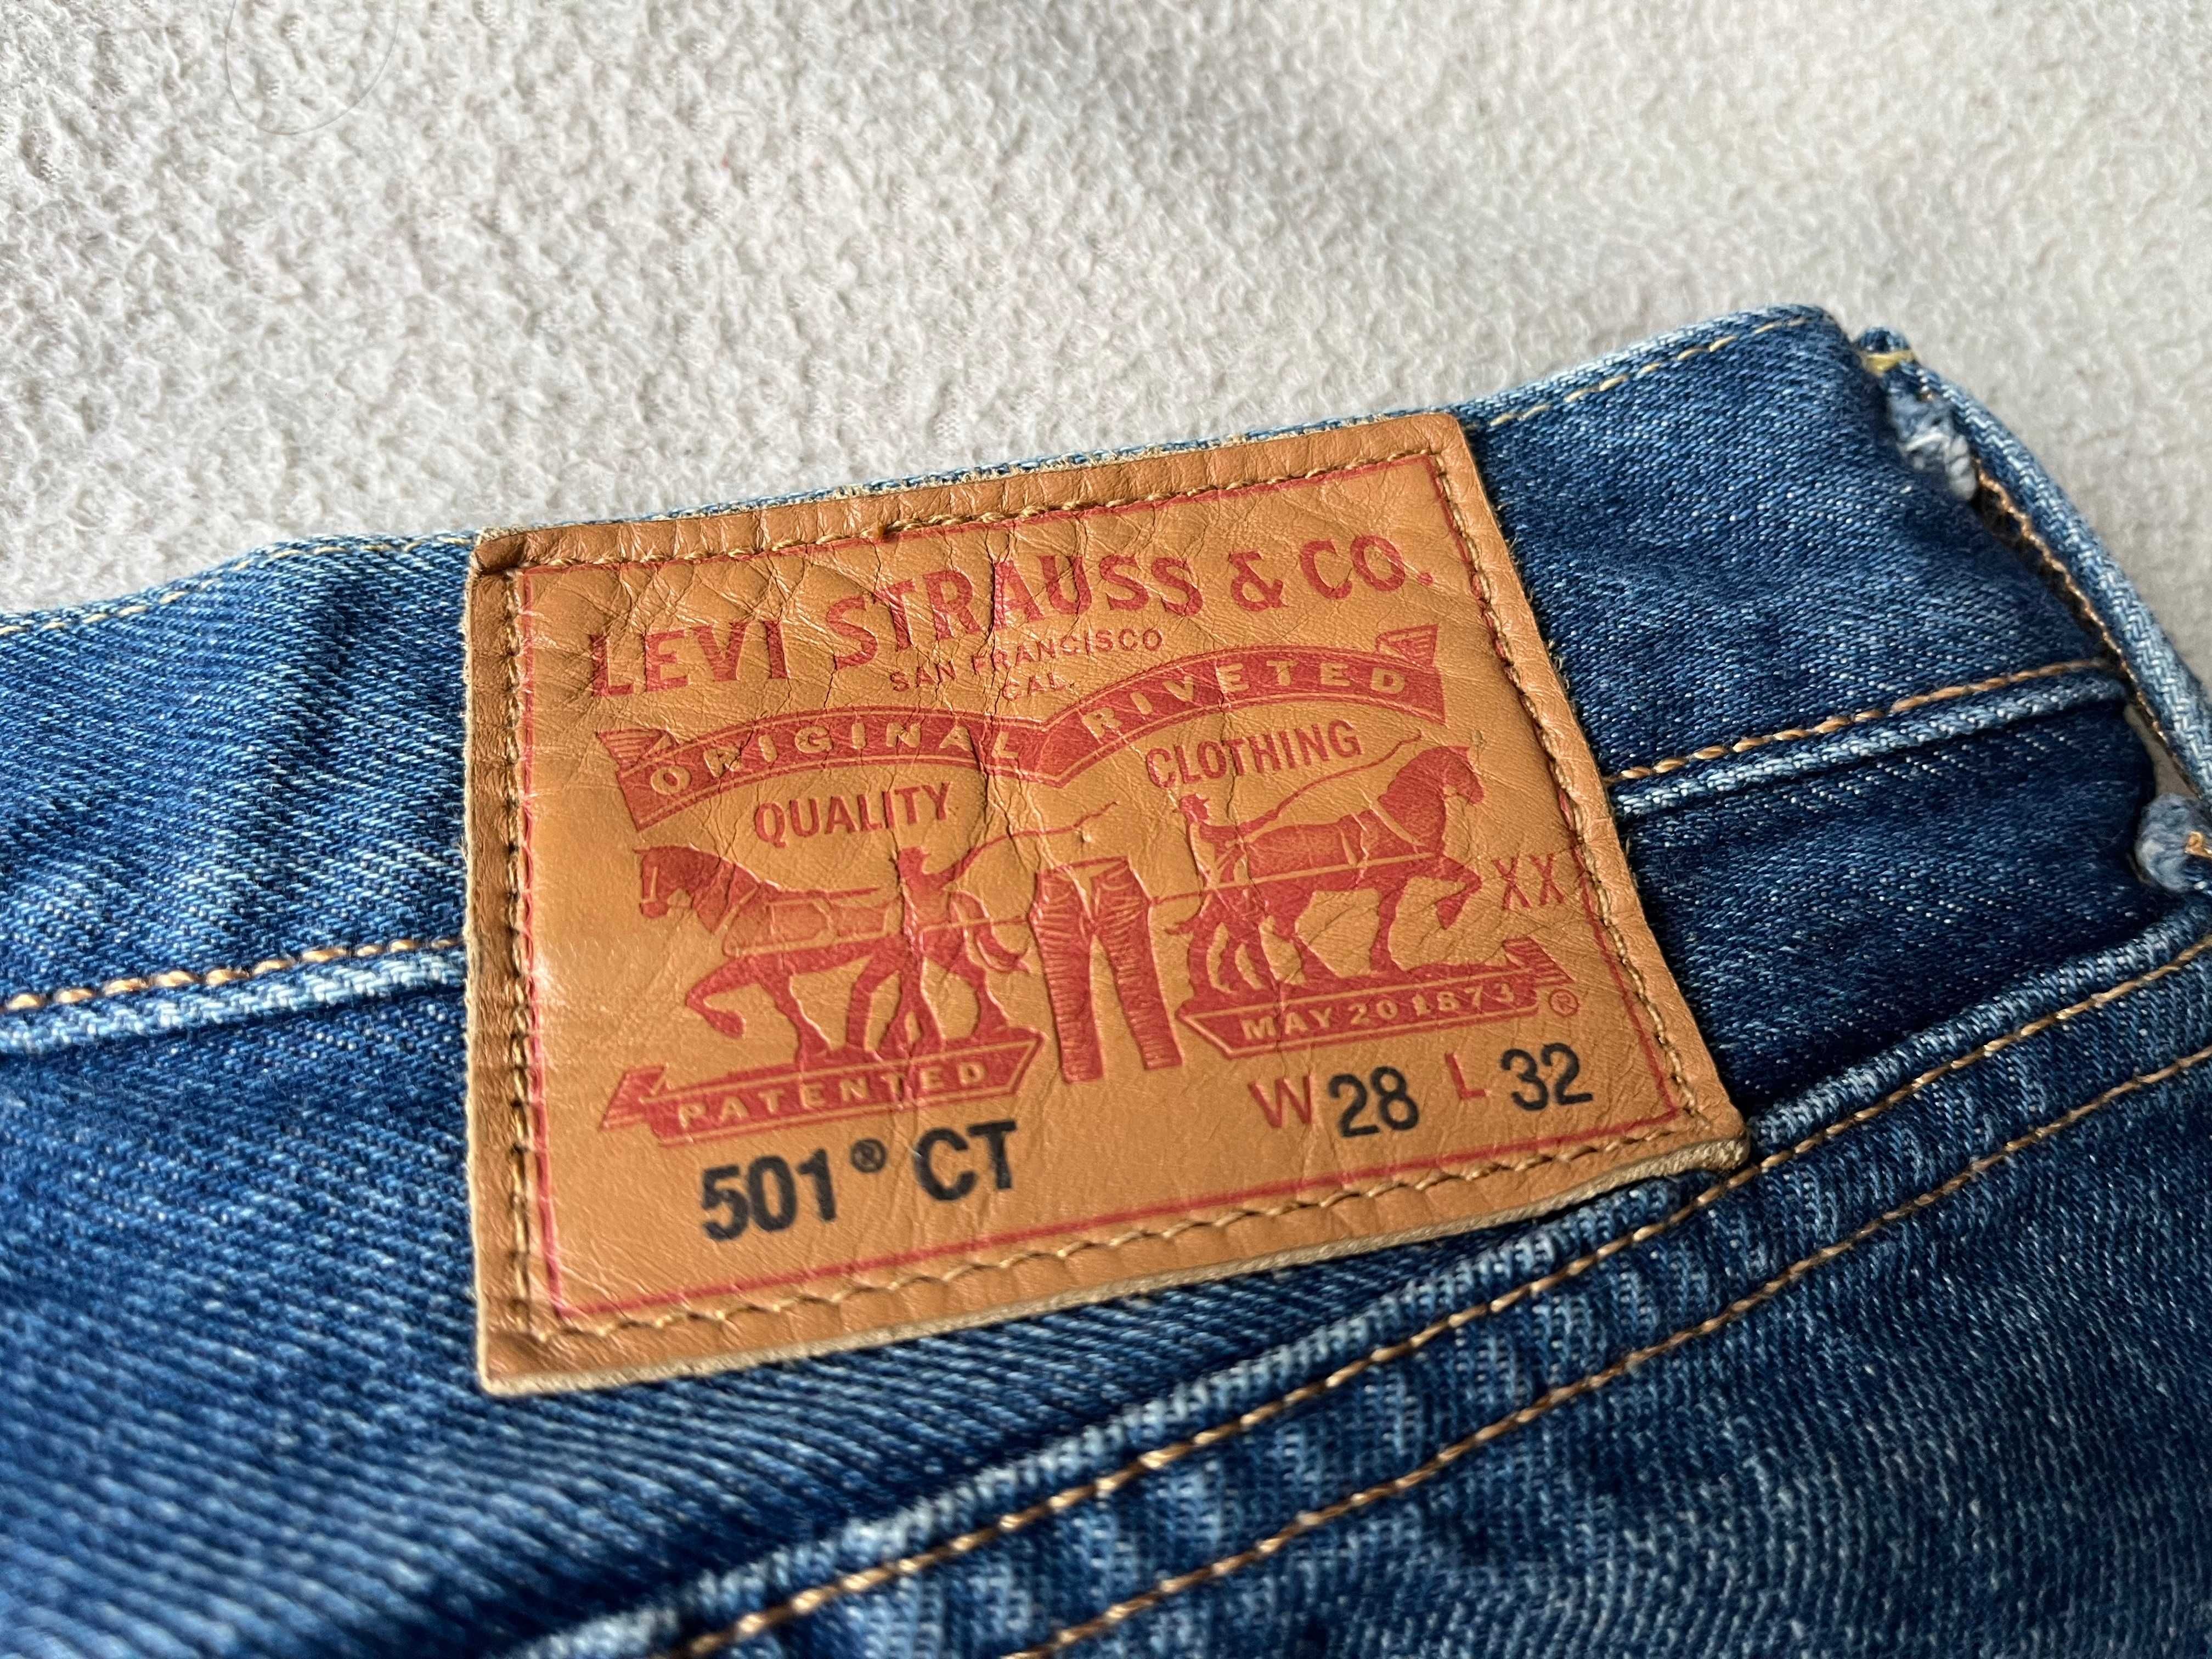 LEVI STRAUSS & CO.
SAN FRANCISCO
CAL.
ORIGINAL RIVETED
QUALITY CLOTHING
XX
PATENTED MAY 20 1873 ®
501® CT W 28 L 32